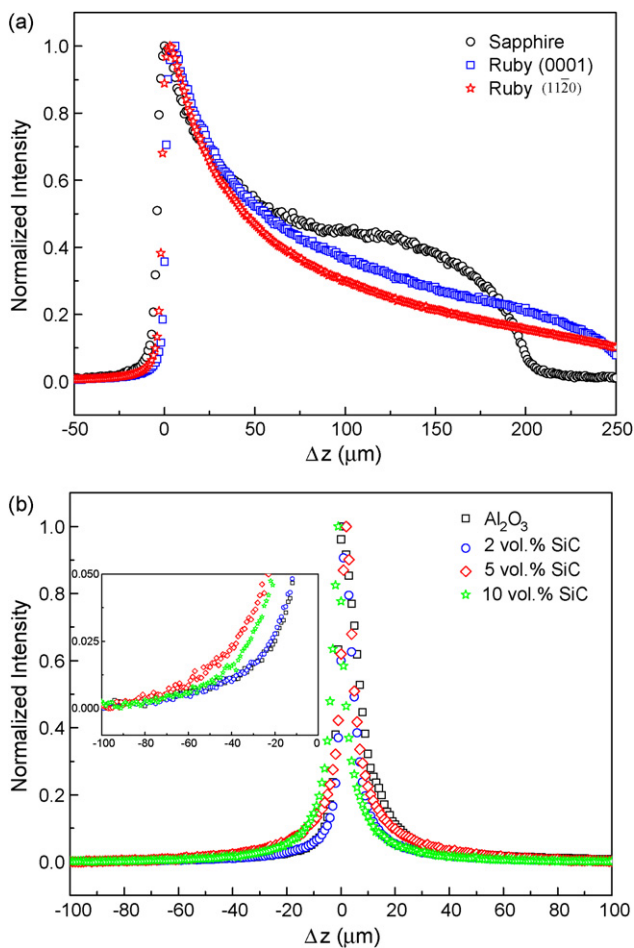 (a)
1.0
0.8
0.6
0.4
0.2
0.0
Normalized Intensity
Sapphire
Ruby (0001)
Ruby (112̄0)
-50 0 50 100 150 200 250
Δz (μm)
(b)
1.0
0.8
0.6
0.4
0.2
0.0
Normalized Intensity
Al₂O₃
2 vol.% SiC
5 vol.% SiC
10 vol.% SiC
0.050
0.025
0.000
-100 -80 -60 -40 -20 0
-100 -80 -60 -40 -20 0 20 40 60 80 100
Δz (μm)